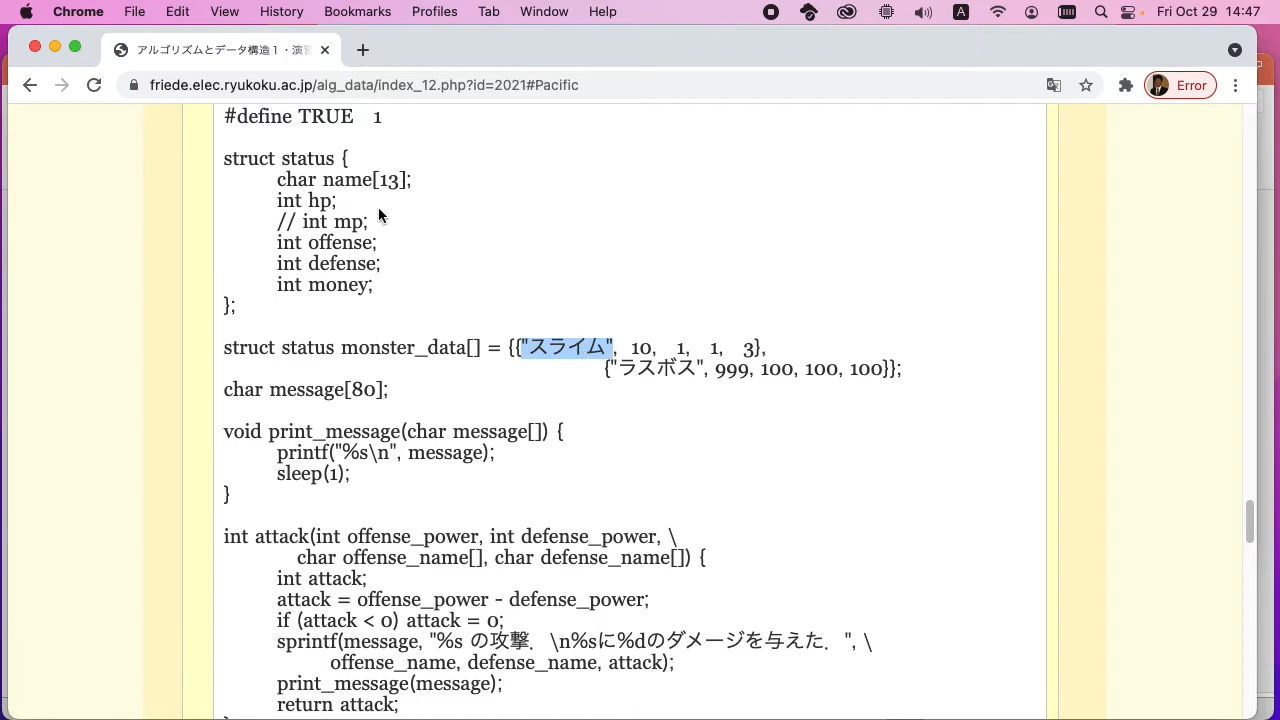 Chrome File Edit View History Bookmarks Profiles Tab Window Help A Fri Oct 29 14:47
アルゴリズムとデータ構造１・演習
friede.elec.ryukoku.ac.jp/alg_data/index_12.php?id=2021#Pacific Error
#define TRUE 1
struct status {
char name[13];
int hp;
// int mp;
int offense;
int defense;
int money;
};
struct status monster_data[] = {{"スライム", 10, 1, 1, 3},
{"ラスボス", 999, 100, 100, 100}};
char message[80];
void print_message(char message[]) {
printf("%s\n", message);
sleep(1);
}
int attack(int offense_power, int defense_power, \
char offense_name[], char defense_name[]) {
int attack;
attack = offense_power - defense_power;
if (attack < 0) attack = 0;
sprintf(message, "%s の攻撃．\n%sに%dのダメージを与えた．", \
offense_name, defense_name, attack);
print_message(message);
return attack;